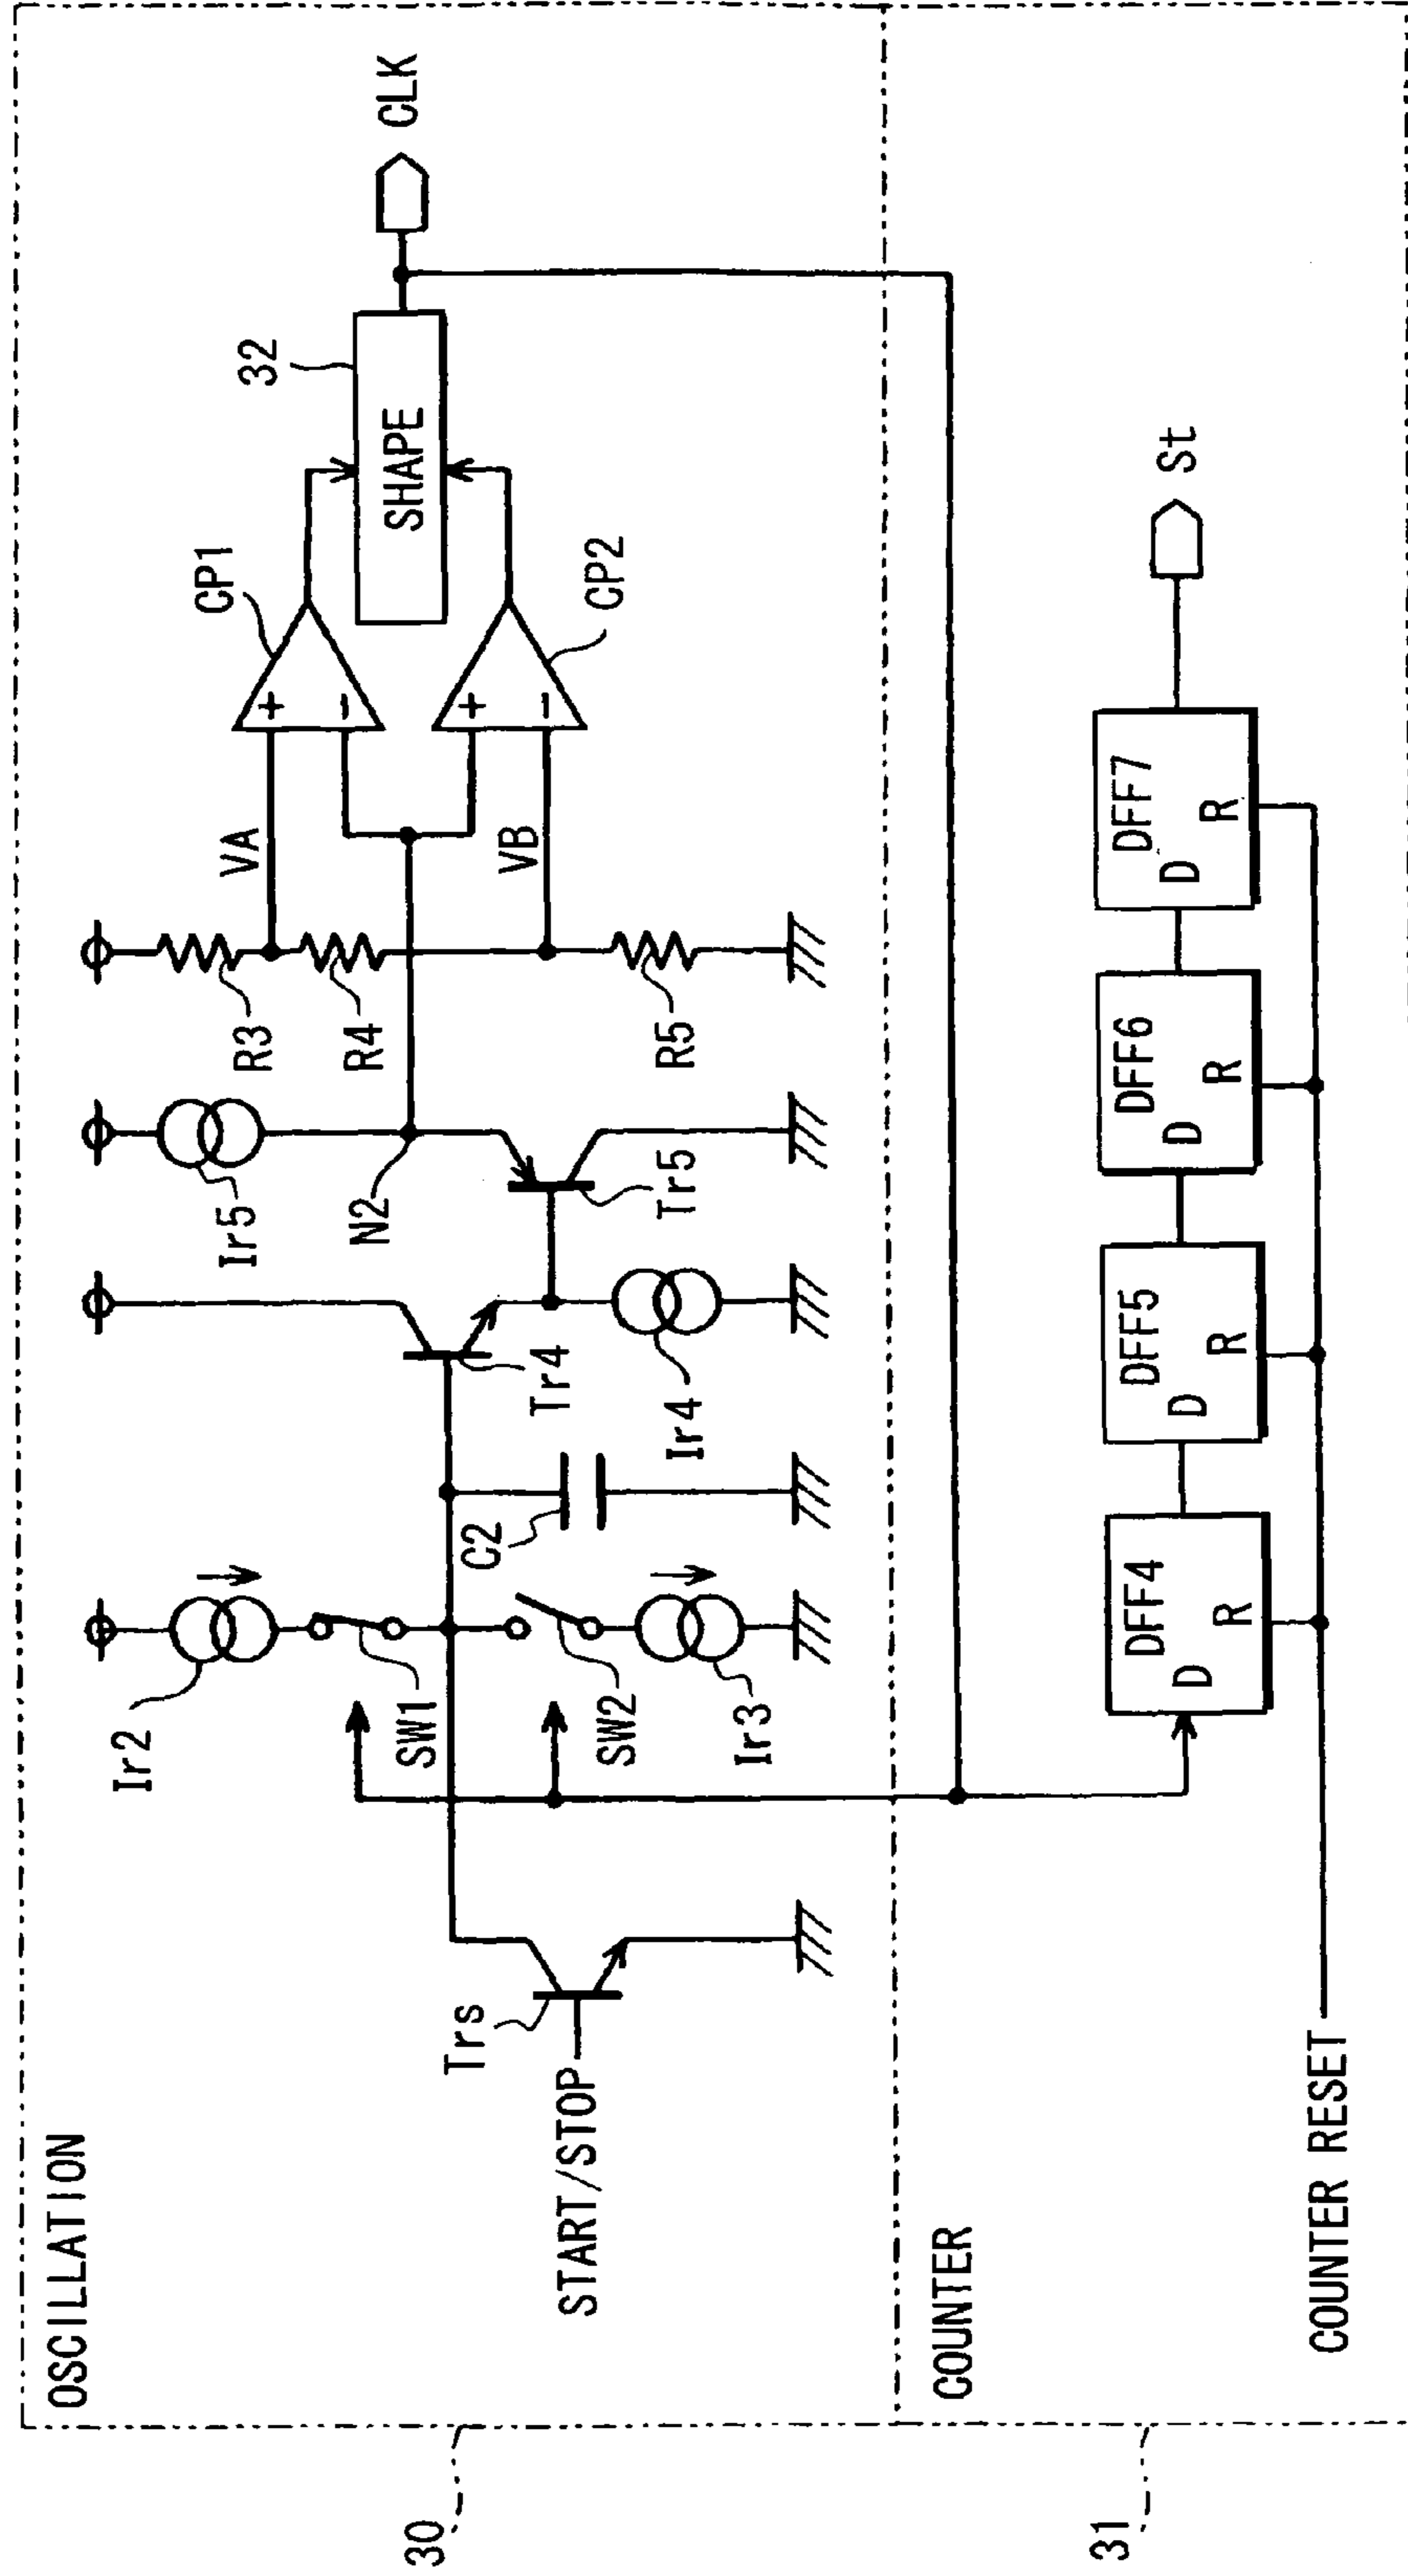 OSCILLATION
30
START/STOP
Trs
Ir2
SW1
SW2
Ir3
C2
Tr4
Ir4
Ir5
N2
Tr5
R3
R4
R5
VA
VB
CP1
+
-
CP2
+
-
32
SHAPE
CLK
COUNTER
31
COUNTER RESET
DFF4
D
R
DFF5
D
R
DFF6
D
R
DFF7
D
R
St